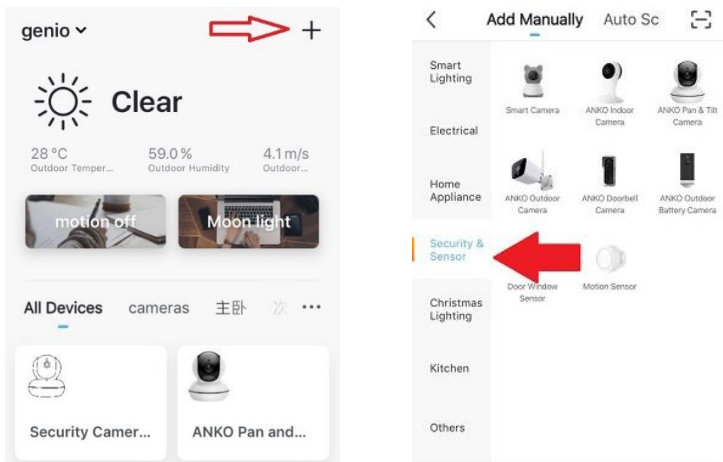 genio
Clear
28 °C
59.0 %
4.1 m/s
Outdoor Temper...
Outdoor Humidity
Outdoor...
motion off
Moon light
All Devices
cameras
主卧
次
...
Security Camer...
ANKO Pan and...
Add Manually
Auto Sc
Smart
Lighting
Electrical
Home
Appliance
Security &
Sensor
Christmas
Lighting
Kitchen
Others
Smart Camera
ANKO Indoor
Camera
ANKO Pan & Tilt
Camera
ANKO Outdoor
Camera
ANKO Doorbell
Camera
ANKO Outdoor
Battery Camera
Door Window
Sensor
Motion Sensor